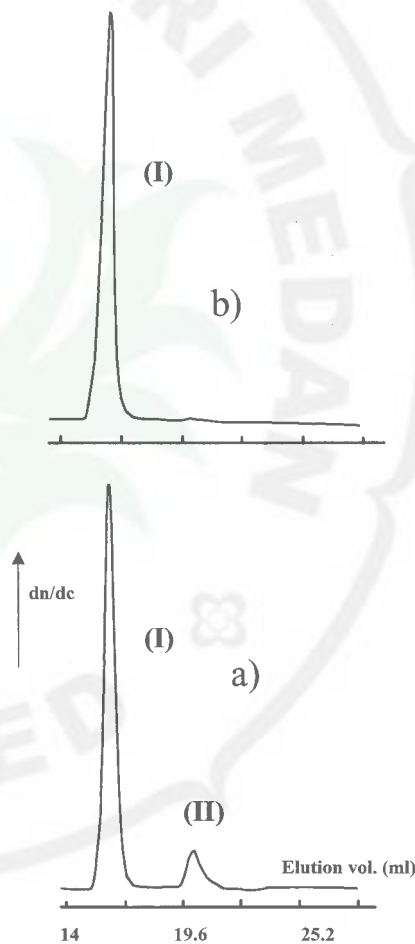 (I)
b)
dn/dc
(I)
a)
(II)
Elution vol. (ml)
14 19.6 25.2